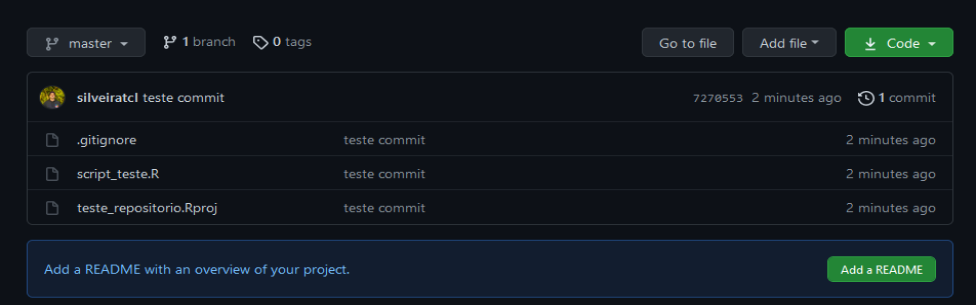 master 1 branch 0 tags Go to file Add file Code
silveiratcl teste commit 7270553 2 minutes ago 1 commit
.gitignore teste commit 2 minutes ago
script_teste.R teste commit 2 minutes ago
teste_repositorio.Rproj teste commit 2 minutes ago
Add a README with an overview of your project. Add a README